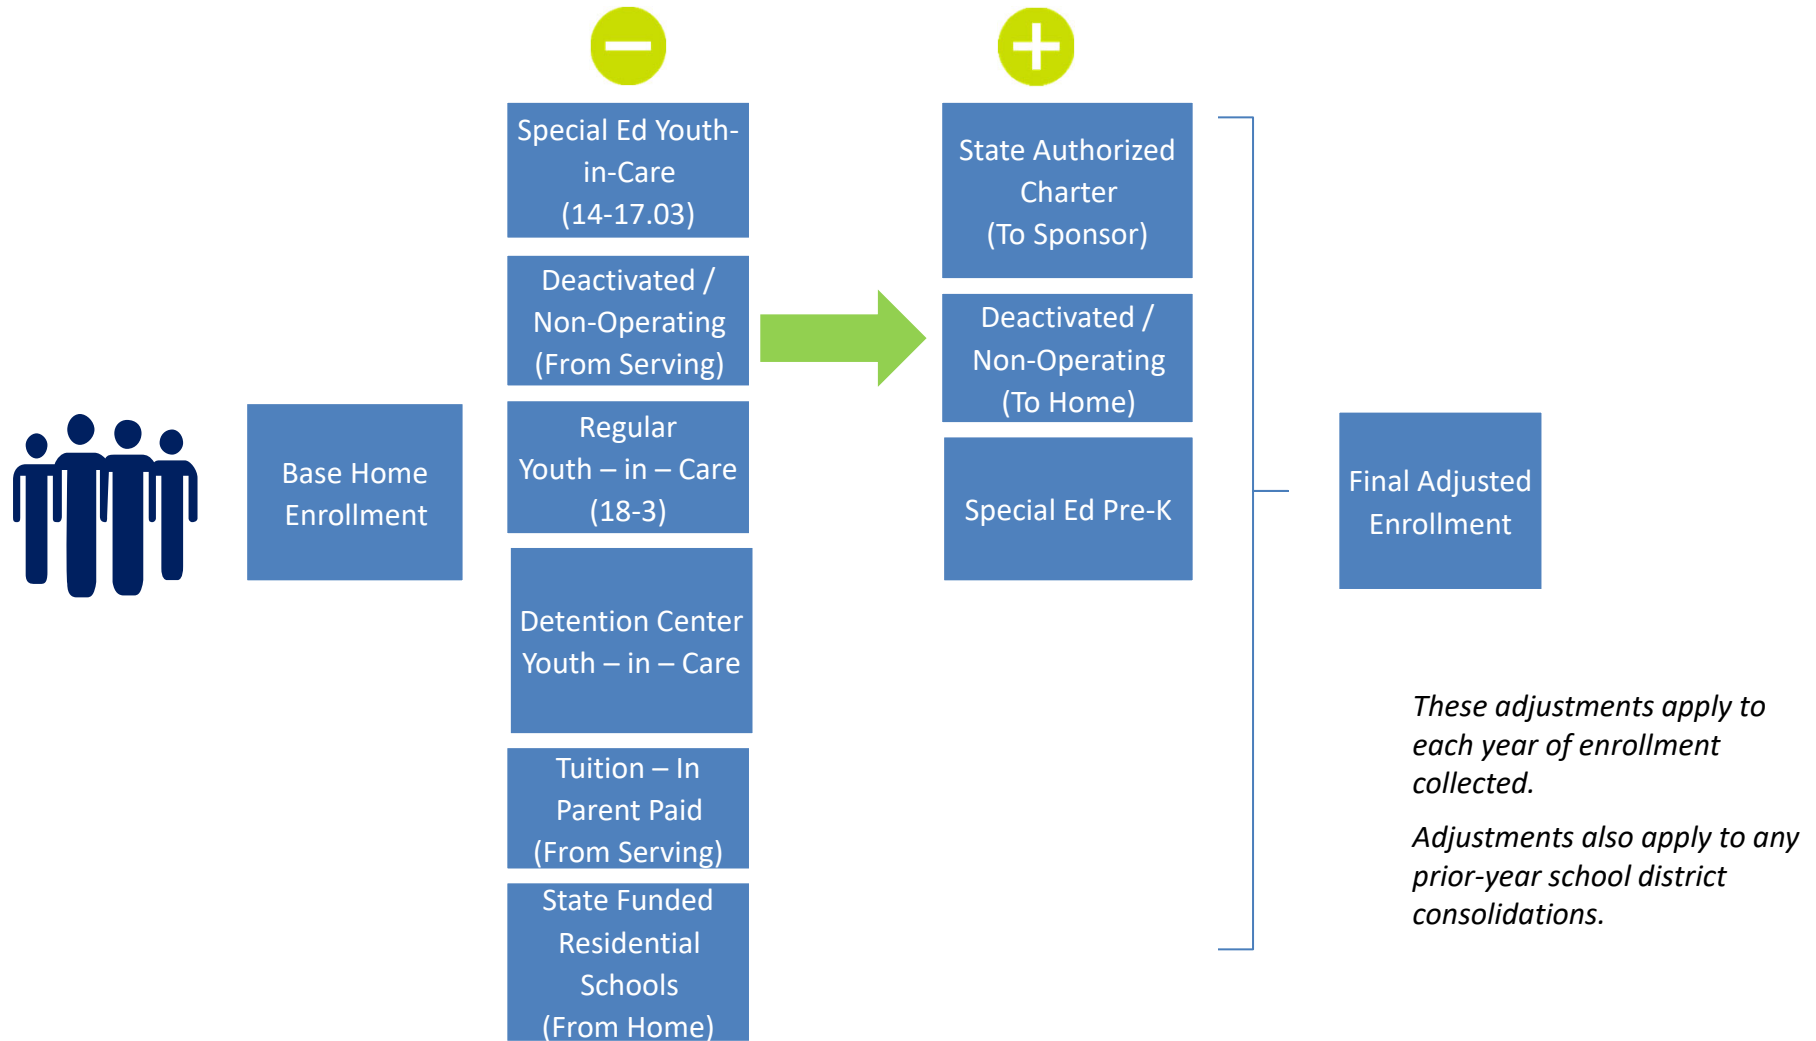 Base Home
Enrollment
Special Ed Youth-
in-Care
(14-17.03)
Deactivated /
Non-Operating
(From Serving)
Regular
Youth – in – Care
(18-3)
Detention Center
Youth – in – Care
Tuition – In
Parent Paid
(From Serving)
State Funded
Residential
Schools
(From Home)
State Authorized
Charter
(To Sponsor)
Deactivated /
Non-Operating
(To Home)
Special Ed Pre-K
Final Adjusted
Enrollment
These adjustments apply to
each year of enrollment
collected.
Adjustments also apply to any
prior-year school district
consolidations.